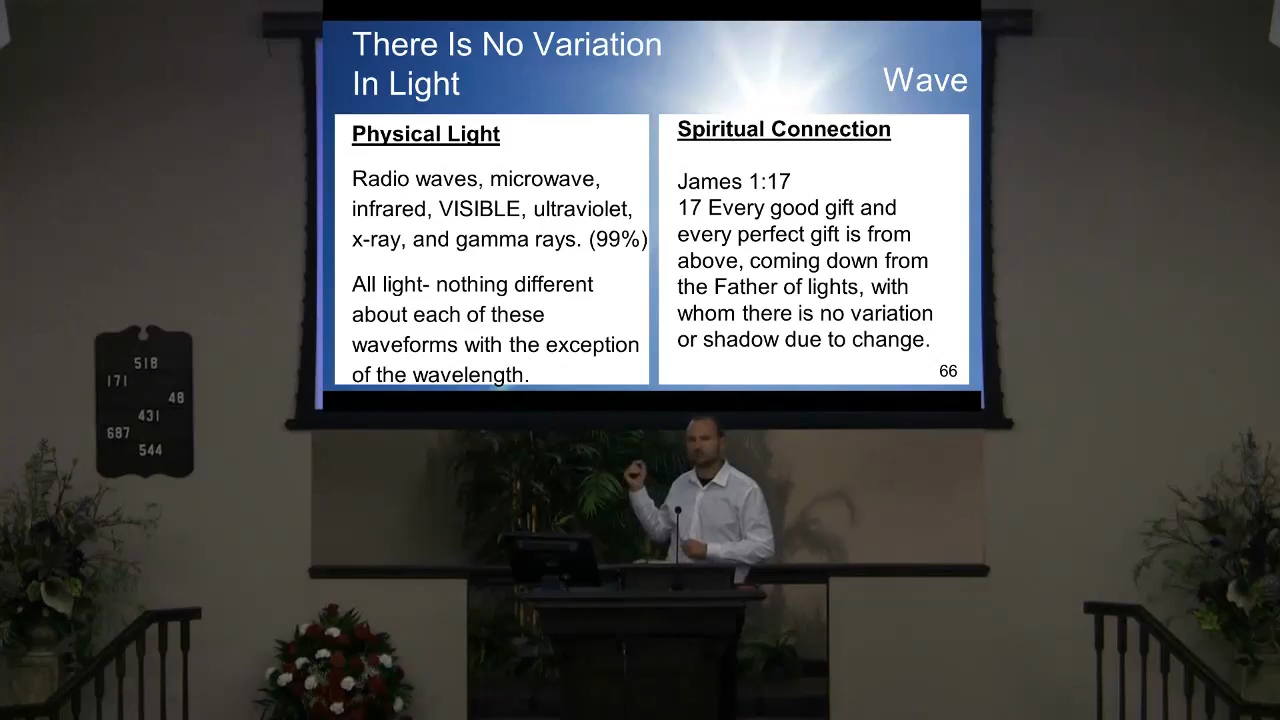 There Is No Variation
In Light
Wave
Physical Light
Radio waves, microwave,
infrared, VISIBLE, ultraviolet,
x-ray, and gamma rays. (99%)
All light- nothing different
about each of these
waveforms with the exception
of the wavelength.
Spiritual Connection
James 1:17
17 Every good gift and
every perfect gift is from
above, coming down from
the Father of lights, with
whom there is no variation
or shadow due to change.
66
518
171
48
431
687
544